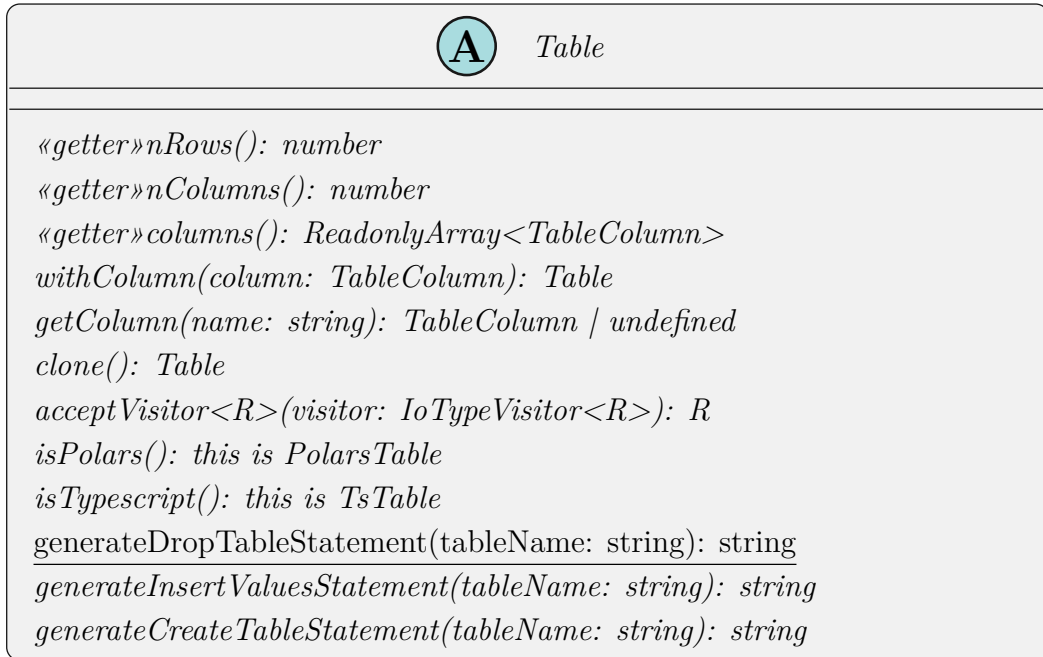 A Table
«getter»nRows(): number
«getter»nColumns(): number
«getter»columns(): ReadonlyArray<TableColumn>
withColumn(column: TableColumn): Table
getColumn(name: string): TableColumn | undefined
clone(): Table
acceptVisitor<R>(visitor: IoTypeVisitor<R>): R
isPolars(): this is PolarsTable
isTypescript(): this is TsTable
generateDropTableStatement(tableName: string): string
generateInsertValuesStatement(tableName: string): string
generateCreateTableStatement(tableName: string): string